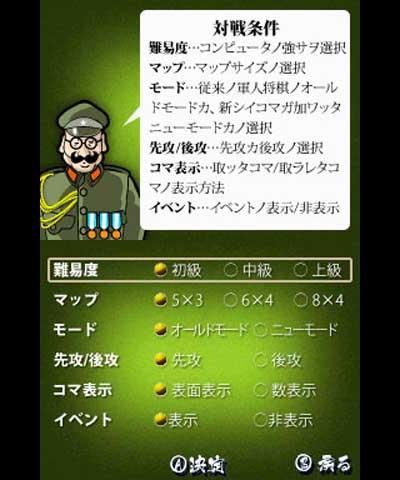 対戦条件
難易度…コンピュータノ強サヲ選択
マップ…マップサイズノ選択
モード…従来ノ軍人将棋ノオール
ドモードカ、新シイコマガ加ワッタ
ニューモードカノ選択
先攻/後攻…先攻カ後攻ノ選択
コマ表示…取ッタコマ/取ラレタコ
マノ表示方法
イベント…イベントノ表示/非表示
難易度 初級 中級 上級
マップ 5×3 6×4 8×4
モード オールドモード ニューモード
先攻/後攻 先攻 後攻
コマ表示 表面表示 数表示
イベント 表示 非表示
Ⓐ決定 Ⓑ戻る